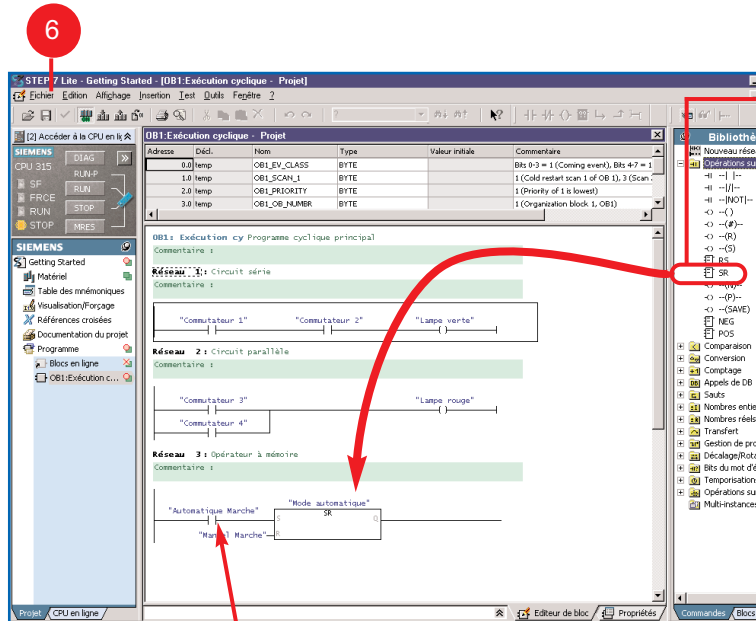 6
STEP 7 Lite - Getting Started - [OB1:Exécution cyclique - Projet]
Fichier Edition Affichage Insertion Test Outils Fenêtre ?
?
[2] Accéder à la CPU en li
SIEMENS
CPU 315
SF
FRCE
RUN
STOP
DIAG
RUN-P
RUN
STOP
MRES
SIEMENS
Getting Started
Matériel
Table des mnémoniques
Visualisation/Forçage
Références croisées
Documentation du projet
Programme
Blocs en ligne
OB1:Exécution c...
Projet CPU en ligne
OB1:Exécution cyclique - Projet
Adresse Décl. Nom Type Valeur initiale Commentaire
0.0 temp OB1_EV_CLASS BYTE Bits 0-3 = 1 (Coming event), Bits 4-7 = 1
1.0 temp OB1_SCAN_1 BYTE 1 (Cold restart scan 1 of OB 1), 3 (Scan
2.0 temp OB1_PRIORITY BYTE 1 (Priority of 1 is lowest)
3.0 temp OB1_OB_NUMBR BYTE 1 (Organization block 1, OB1)
OB1: Exécution cy Programme cyclique principal
Commentaire :
Réseau 1 : Circuit série
Commentaire :
"Commutateur 1" "Commutateur 2" "Lampe verte"
Réseau 2 : Circuit parallèle
Commentaire :
"Commutateur 3" "Lampe rouge"
"Commutateur 4"
Réseau 3 : Opérateur à mémoire
Commentaire :
"Automatique Marche" "Mode automatique"
SR
S Q
Marche" R
Editeur de bloc Propriétés
Bibliothè
Nouveau rése
Opérations su
--| |--
--|/|--
--|NOT|--
--( )
--(#)--
--(R)
--(S)
RS
SR
--(N)--
--(P)--
--(SAVE)
NEG
POS
Comparaison
Conversion
Comptage
Appels de DB
Sauts
Nombres entie
Nombres réels
Transfert
Gestion de pro
Décalage/Rota
Bits du mot d'é
Temporisation
Opérations su
Multi-instances
Commandes Blocs